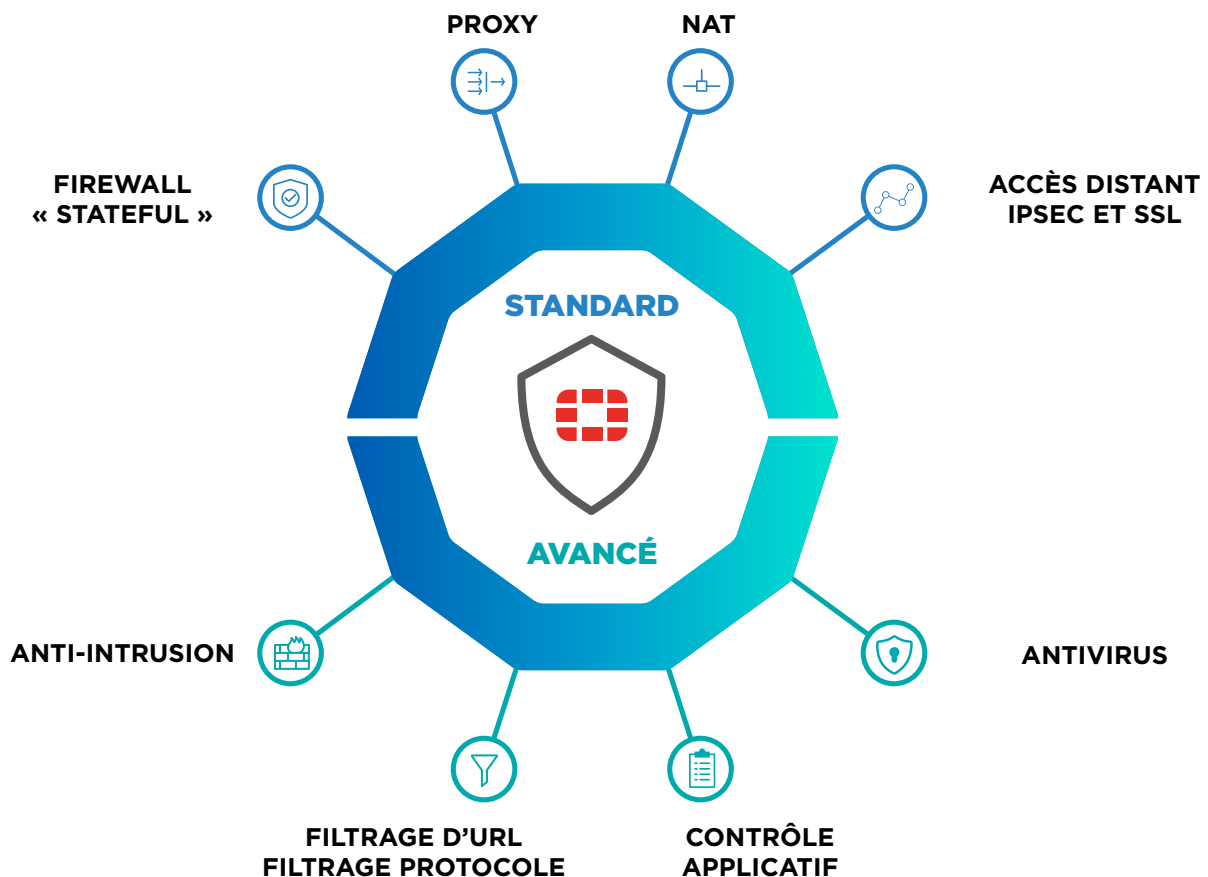 PROXY
NAT
FIREWALL
« STATEFUL »
ACCÈS DISTANT
IPSEC ET SSL
STANDARD
AVANCÉ
ANTI-INTRUSION
ANTIVIRUS
FILTRAGE D’URL
FILTRAGE PROTOCOLE
CONTRÔLE
APPLICATIF